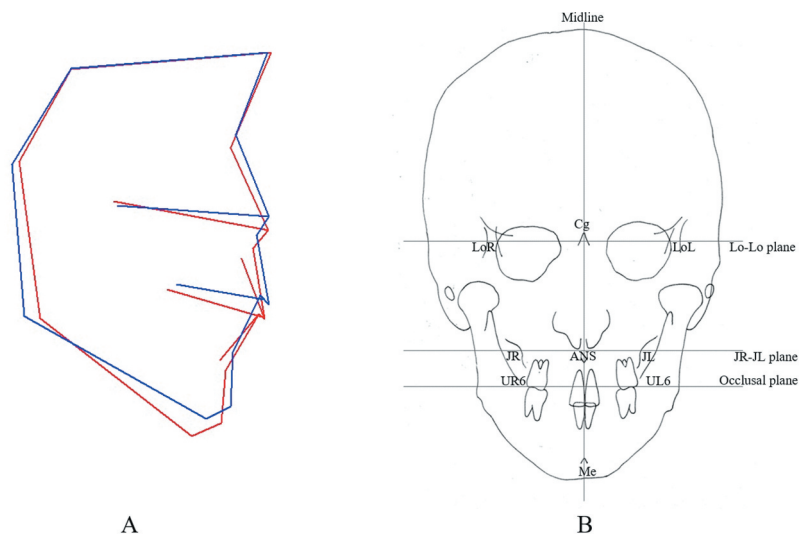 Midline
Cg
LoR LoL Lo-Lo plane
JR ANS JL JR-JL plane
UR6 UL6 Occlusal plane
Me
A B